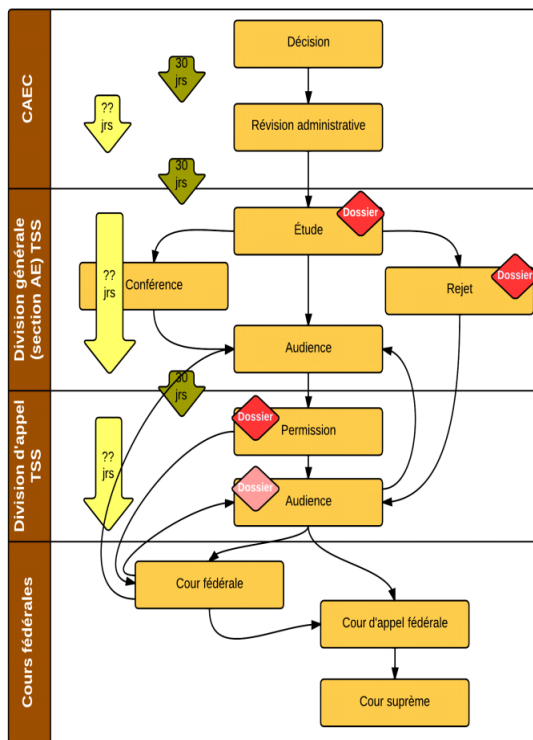 CAEC
Décision
30
jrs
??
jrs
Révision administrative
30
jrs
Division générale
(section AE) TSS
Dossier
Étude
??
jrs
Conférence
Dossier
Rejet
Audience
30
jrs
Division d'appel
TSS
Dossier
Permission
??
jrs
Dossier
Audience
Cours fédérales
Cour fédérale
Cour d'appel fédérale
Cour suprème